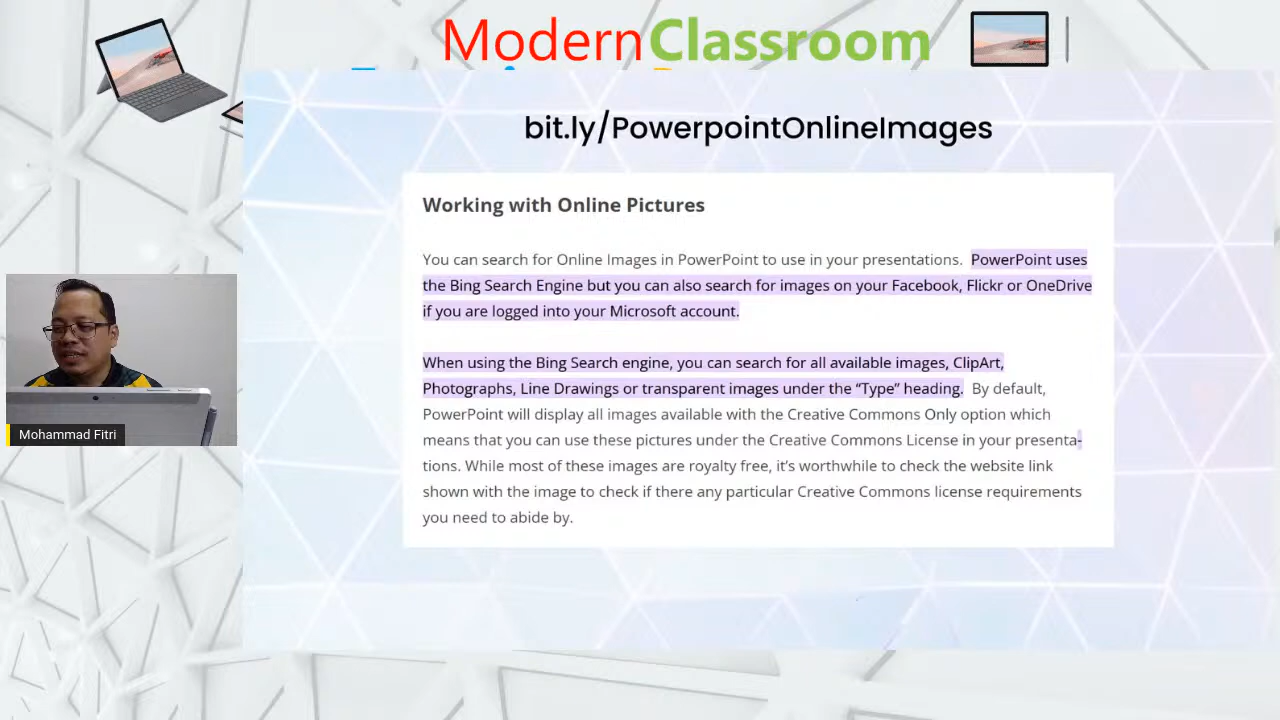 ModernClassroom
bit.ly/PowerpointOnlineImages
Working with Online Pictures
You can search for Online Images in PowerPoint to use in your presentations. PowerPoint uses
the Bing Search Engine but you can also search for images on your Facebook, Flickr or OneDrive
if you are logged into your Microsoft account.
When using the Bing Search engine, you can search for all available images, ClipArt,
Photographs, Line Drawings or transparent images under the “Type” heading. By default,
PowerPoint will display all images available with the Creative Commons Only option which
means that you can use these pictures under the Creative Commons License in your presenta-
tions. While most of these images are royalty free, it’s worthwhile to check the website link
shown with the image to check if there any particular Creative Commons license requirements
you need to abide by.
Mohammad Fitri